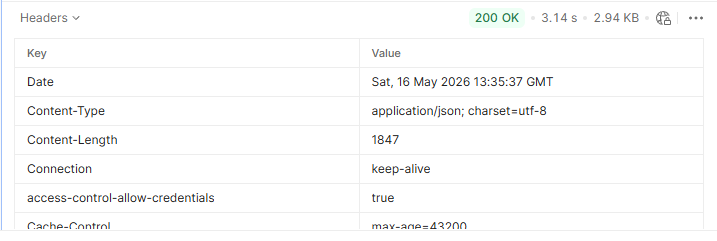 Headers 200 OK 3.14 s 2.94 KB
Key Value
Date Sat, 16 May 2026 13:35:37 GMT
Content-Type application/json; charset=utf-8
Content-Length 1847
Connection keep-alive
access-control-allow-credentials true
Cache-Control max-age=43200